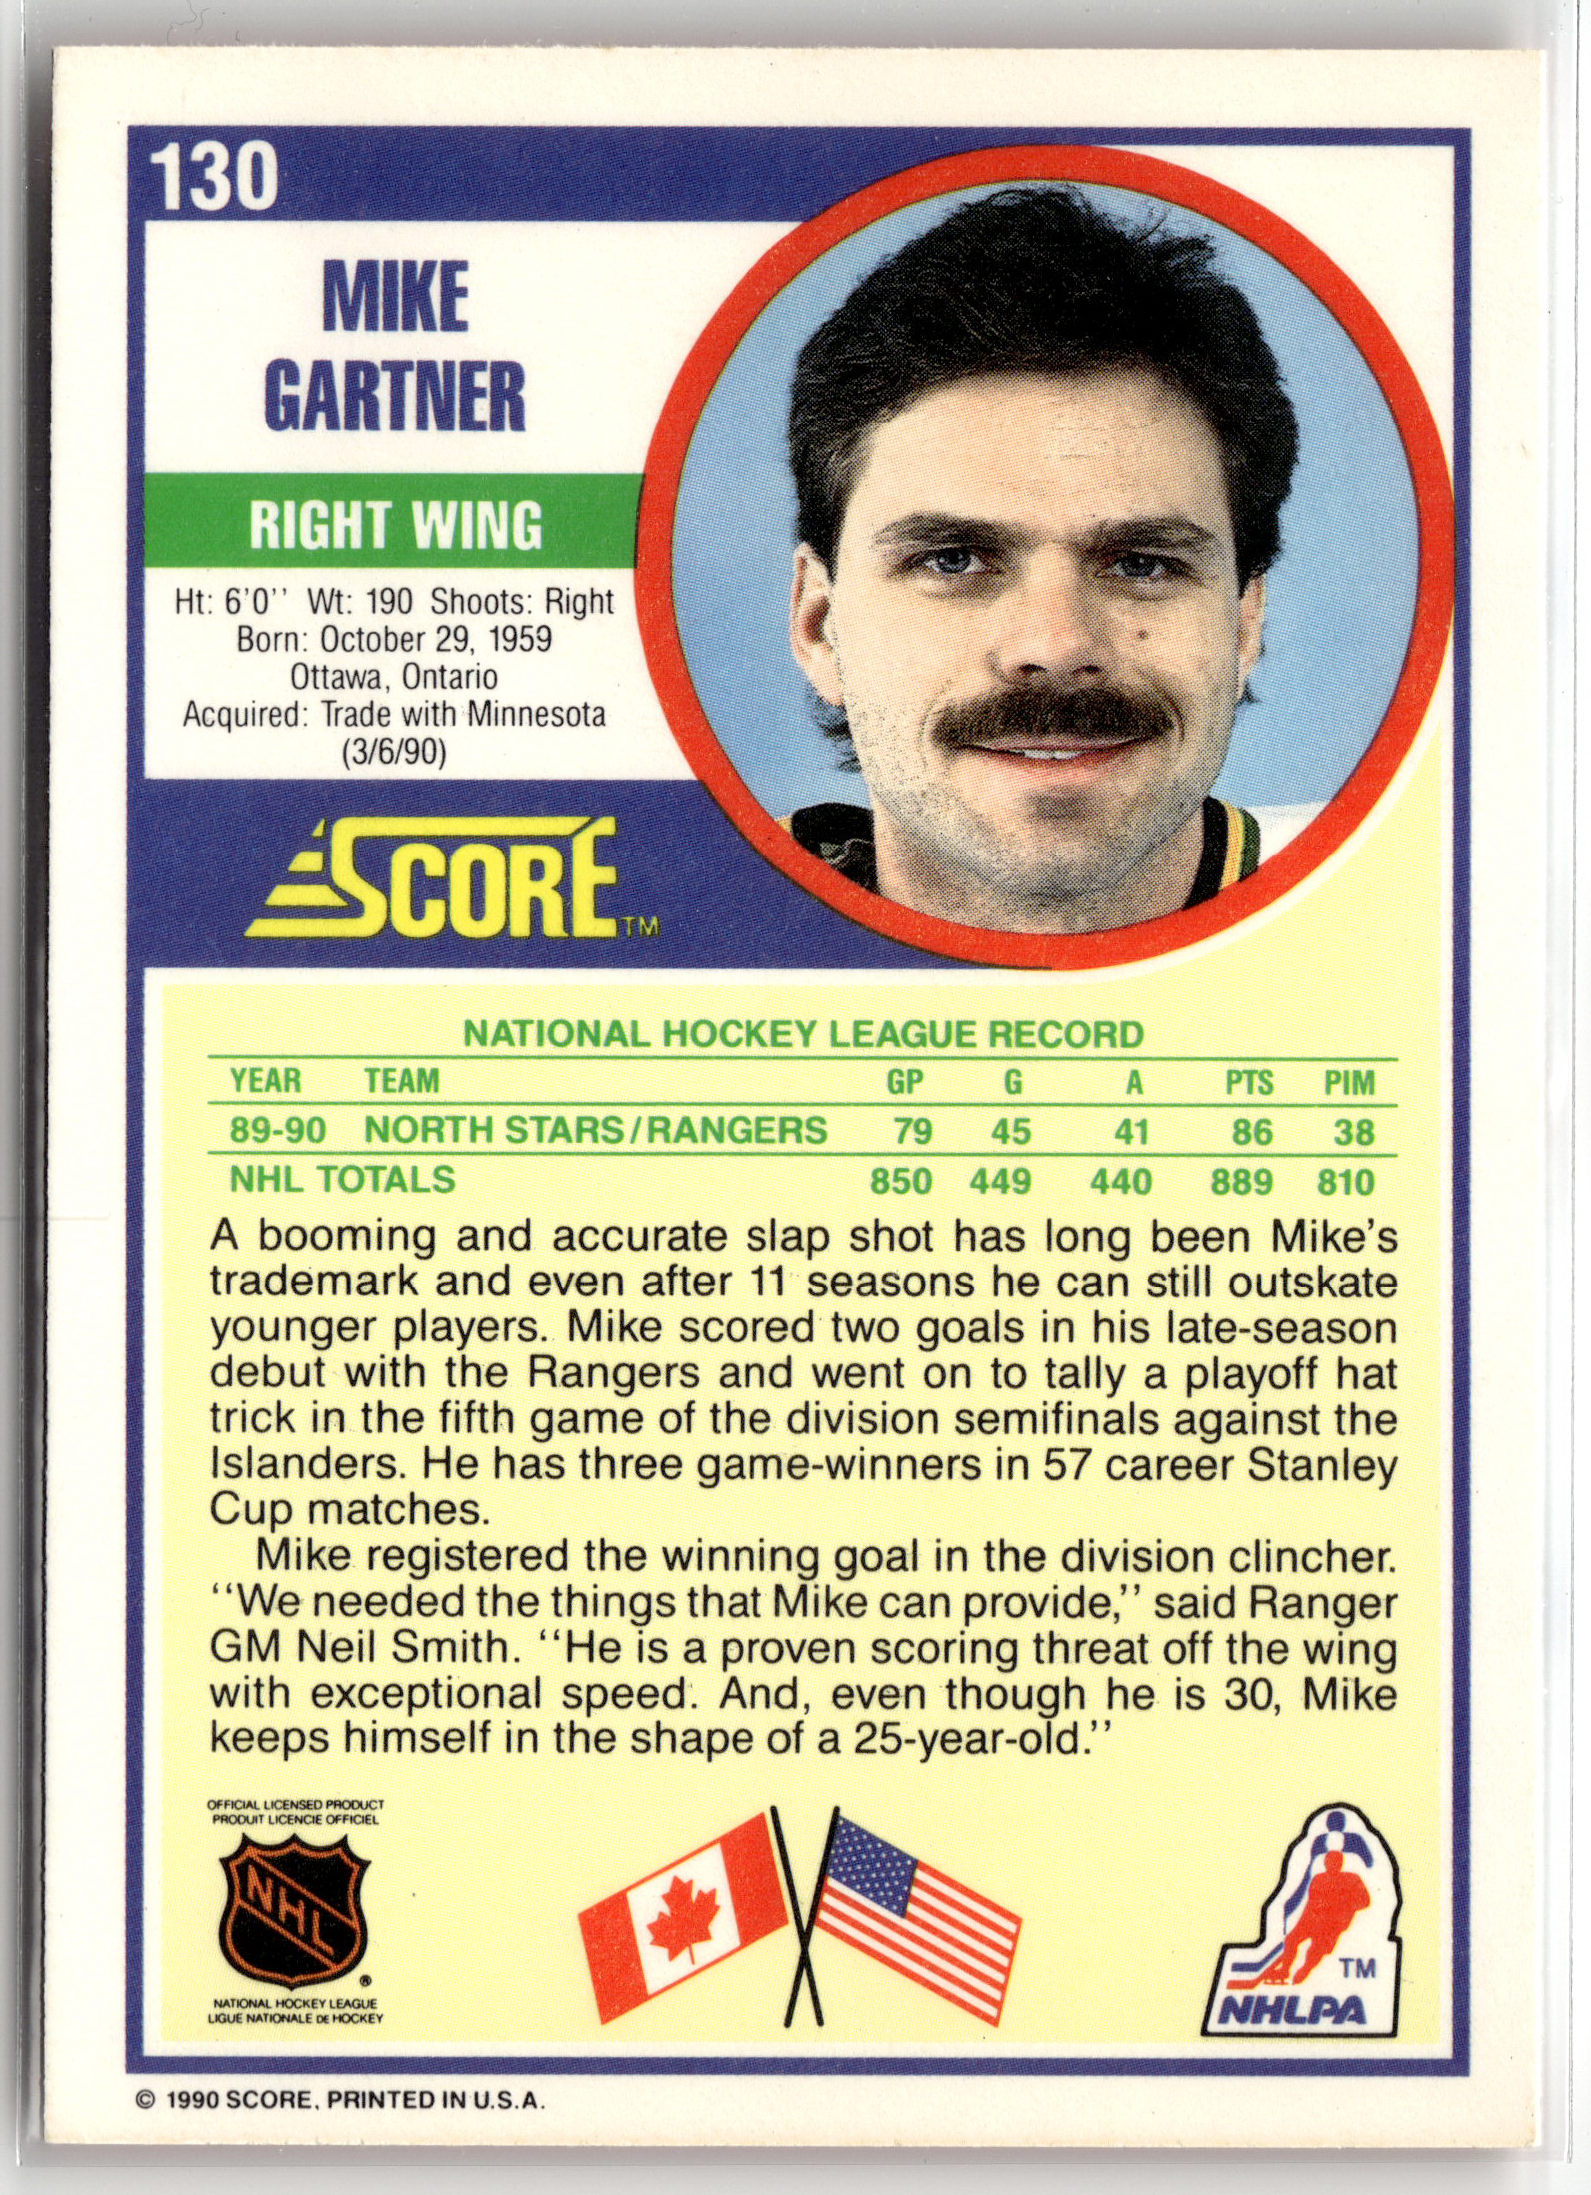 130
MIKE
GARTNER
RIGHT WING
Ht: 6'0'' Wt: 190 Shoots: Right
Born: October 29, 1959
Ottawa, Ontario
Acquired: Trade with Minnesota
(3/6/90)
SCORE TM
NATIONAL HOCKEY LEAGUE RECORD
YEAR TEAM GP G A PTS PIM
89-90 NORTH STARS/RANGERS 79 45 41 86 38
NHL TOTALS 850 449 440 889 810
A booming and accurate slap shot has long been Mike's
trademark and even after 11 seasons he can still outskate
younger players. Mike scored two goals in his late-season
debut with the Rangers and went on to tally a playoff hat
trick in the fifth game of the division semifinals against the
Islanders. He has three game-winners in 57 career Stanley
Cup matches.
Mike registered the winning goal in the division clincher.
''We needed the things that Mike can provide,'' said Ranger
GM Neil Smith. ''He is a proven scoring threat off the wing
with exceptional speed. And, even though he is 30, Mike
keeps himself in the shape of a 25-year-old.''
OFFICIAL LICENSED PRODUCT
PRODUIT LICENCIE OFFICIEL
NHL
®
NATIONAL HOCKEY LEAGUE
LIGUE NATIONALE DE HOCKEY
TM
NHLPA
© 1990 SCORE, PRINTED IN U.S.A.